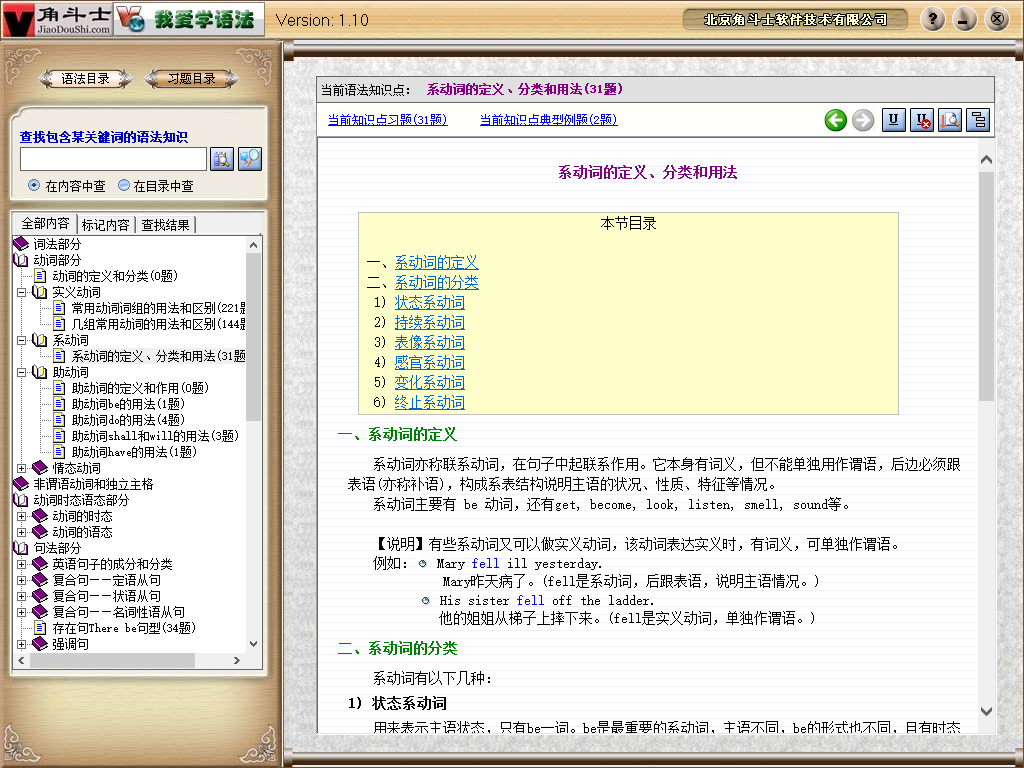 角斗士
JiaoDouShi.com
我爱学语法
Version: 1.10
北京角斗士软件技术有限公司
语法目录
习题目录
查找包含某关键词的语法知识
在内容中查
在目录中查
全部内容
标记内容
查找结果
词法部分
动词部分
动词的定义和分类(0题)
实义动词
常用动词词组的用法和区别(221题
几组常用动词的用法和区别(144题
系动词
系动词的定义、分类和用法(31题
助动词
助动词的定义和作用(0题)
助动词be的用法(1题)
助动词do的用法(4题)
助动词shall和will的用法(3题)
助动词have的用法(1题)
情态动词
非谓语动词和独立主格
动词时态语态部分
动词的时态
动词的语态
句法部分
英语句子的成分和分类
复合句－－定语从句
复合句－－状语从句
复合句－－名词性语从句
存在句There be句型(34题)
强调句
当前语法知识点: 系动词的定义、分类和用法(31题)
当前知识点习题(31题)
当前知识点典型例题(2题)
系动词的定义、分类和用法
本节目录
一、系动词的定义
二、系动词的分类
1) 状态系动词
2) 持续系动词
3) 表像系动词
4) 感官系动词
5) 变化系动词
6) 终止系动词
一、系动词的定义
系动词亦称联系动词，在句子中起联系作用。它本身有词义，但不能单独用作谓语，后边必须跟
表语(亦称补语)，构成系表结构说明主语的状况、性质、特征等情况。
系动词主要有 be 动词，还有get, become, look, listen, smell, sound等。
【说明】有些系动词又可以做实义动词，该动词表达实义时，有词义，可单独作谓语。
例如: Mary fell ill yesterday.
Mary昨天病了。(fell是系动词，后跟表语，说明主语情况。)
His sister fell off the ladder.
他的姐姐从梯子上摔下来。(fell是实义动词，单独作谓语。)
二、系动词的分类
系动词有以下几种:
1) 状态系动词
用来表示主语状态，只有be一词。be是最重要的系动词，主语不同，be的形式也不同，且有时态